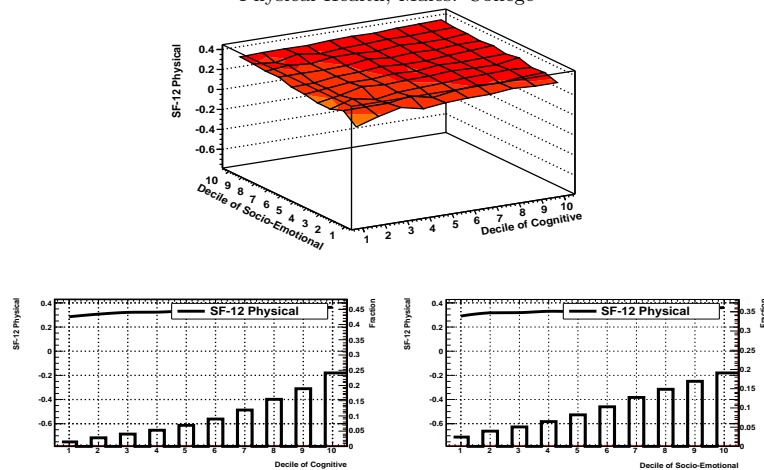 Physical Health, Males: College
SF-12 Physical
0.4
0.2
0
-0.2
-0.4
-0.6
10 9 8 7 6 5 4 3 2 1
Decile of Socio-Emotional
1 2 3 4 5 6 7 8 9 10
Decile of Cognitive
SF-12 Physical
0.4
0.2
0
-0.2
-0.4
-0.6
SF-12 Physical
Fraction
0.45
0.4
0.35
0.3
0.25
0.2
0.15
0.1
0.05
0
1 2 3 4 5 6 7 8 9 10
Decile of Cognitive
SF-12 Physical
0.4
0.2
0
-0.2
-0.4
-0.6
SF-12 Physical
Fraction
0.35
0.3
0.25
0.2
0.15
0.1
0.05
0
1 2 3 4 5 6 7 8 9 10
Decile of Socio-Emotional